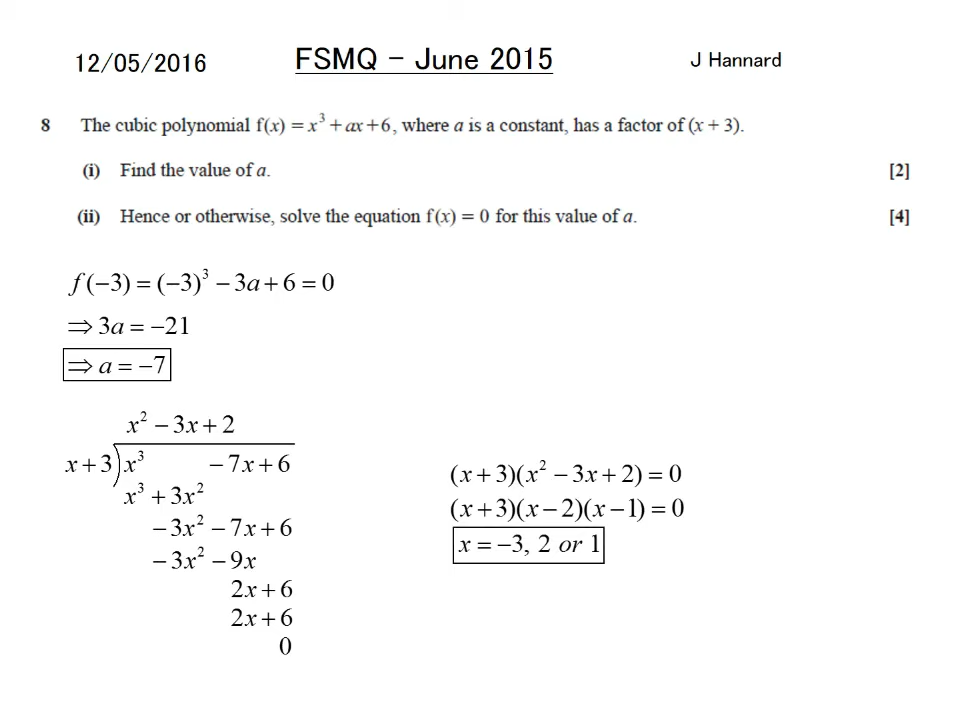 12/05/2016 FSMQ - June 2015 J Hannard
8 The cubic polynomial f(x) = x³ + ax + 6, where a is a constant, has a factor of (x + 3).
(i) Find the value of a. [2]
(ii) Hence or otherwise, solve the equation f(x) = 0 for this value of a. [4]
f(−3) = (−3)³ − 3a + 6 = 0
⇒ 3a = −21
⇒ a = −7
x² − 3x + 2
x + 3 ) x³ − 7x + 6
x³ + 3x²
− 3x² − 7x + 6
− 3x² − 9x
2x + 6
2x + 6
0
(x + 3)(x² − 3x + 2) = 0
(x + 3)(x − 2)(x − 1) = 0
x = −3, 2 or 1